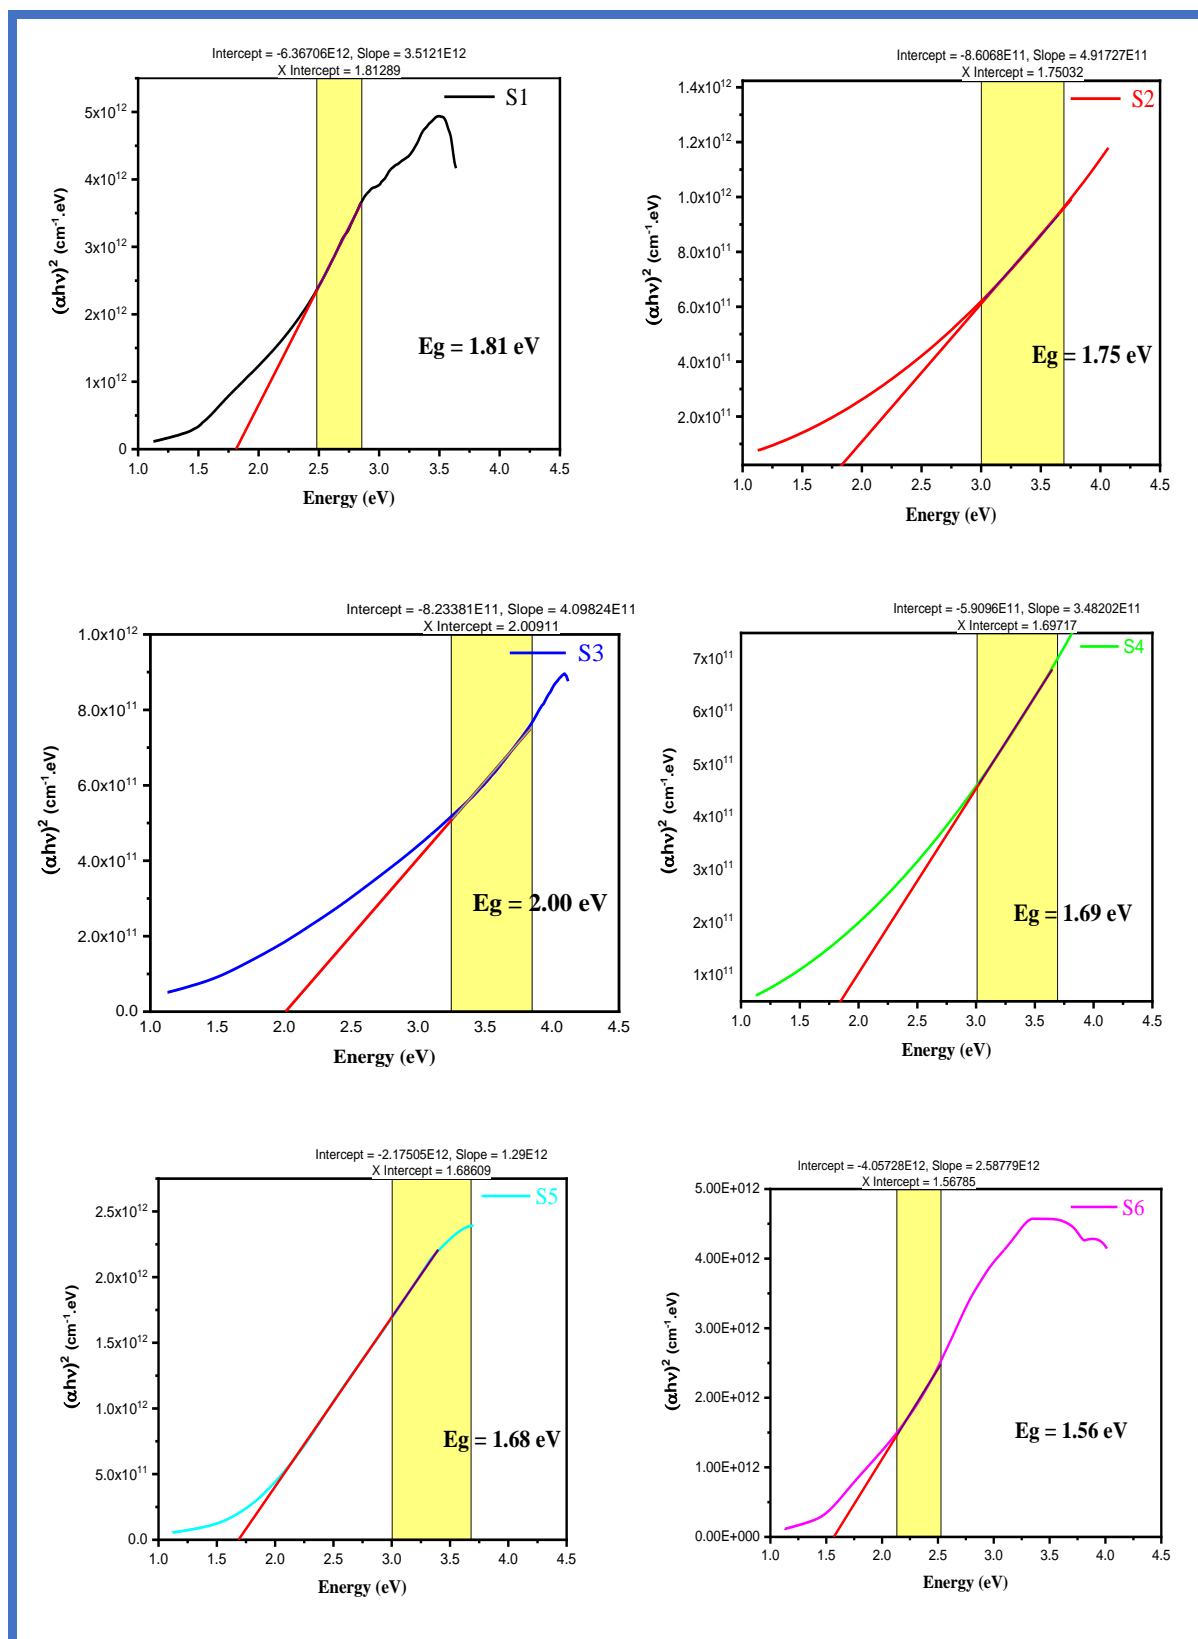 Intercept = -6.36706E12, Slope = 3.5121E12
X Intercept = 1.81289
S1
5x10¹²
4x10¹²
3x10¹²
2x10¹²
1x10¹²
0
(αhν)² (cm⁻¹.eV)
Eg = 1.81 eV
1.0 1.5 2.0 2.5 3.0 3.5 4.0 4.5
Energy (eV)
Intercept = -8.6068E11, Slope = 4.91727E11
X Intercept = 1.75032
S2
1.4x10¹²
1.2x10¹²
1.0x10¹²
8.0x10¹¹
6.0x10¹¹
4.0x10¹¹
2.0x10¹¹
(αhν)² (cm⁻¹.eV)
Eg = 1.75 eV
1.0 1.5 2.0 2.5 3.0 3.5 4.0 4.5
Energy (eV)
Intercept = -8.23381E11, Slope = 4.09824E11
X Intercept = 2.00911
S3
1.0x10¹²
8.0x10¹¹
6.0x10¹¹
4.0x10¹¹
2.0x10¹¹
0.0
(αhν)² (cm⁻¹.eV)
Eg = 2.00 eV
1.0 1.5 2.0 2.5 3.0 3.5 4.0 4.5
Energy (eV)
Intercept = -5.9096E11, Slope = 3.48202E11
X Intercept = 1.69717
S4
7x10¹¹
6x10¹¹
5x10¹¹
4x10¹¹
3x10¹¹
2x10¹¹
1x10¹¹
(αhν)² (cm⁻¹.eV)
Eg = 1.69 eV
1.0 1.5 2.0 2.5 3.0 3.5 4.0 4.5
Energy (eV)
Intercept = -2.17505E12, Slope = 1.29E12
X Intercept = 1.68609
S5
2.5x10¹²
2.0x10¹²
1.5x10¹²
1.0x10¹²
5.0x10¹¹
0.0
(αhν)² (cm⁻¹.eV)
Eg = 1.68 eV
1.0 1.5 2.0 2.5 3.0 3.5 4.0 4.5
Energy (eV)
Intercept = -4.05728E12, Slope = 2.58779E12
X Intercept = 1.56785
S6
5.00E+012
4.00E+012
3.00E+012
2.00E+012
1.00E+012
0.00E+000
(αhν)² (cm⁻¹.eV)
Eg = 1.56 eV
1.0 1.5 2.0 2.5 3.0 3.5 4.0 4.5
Energy (eV)